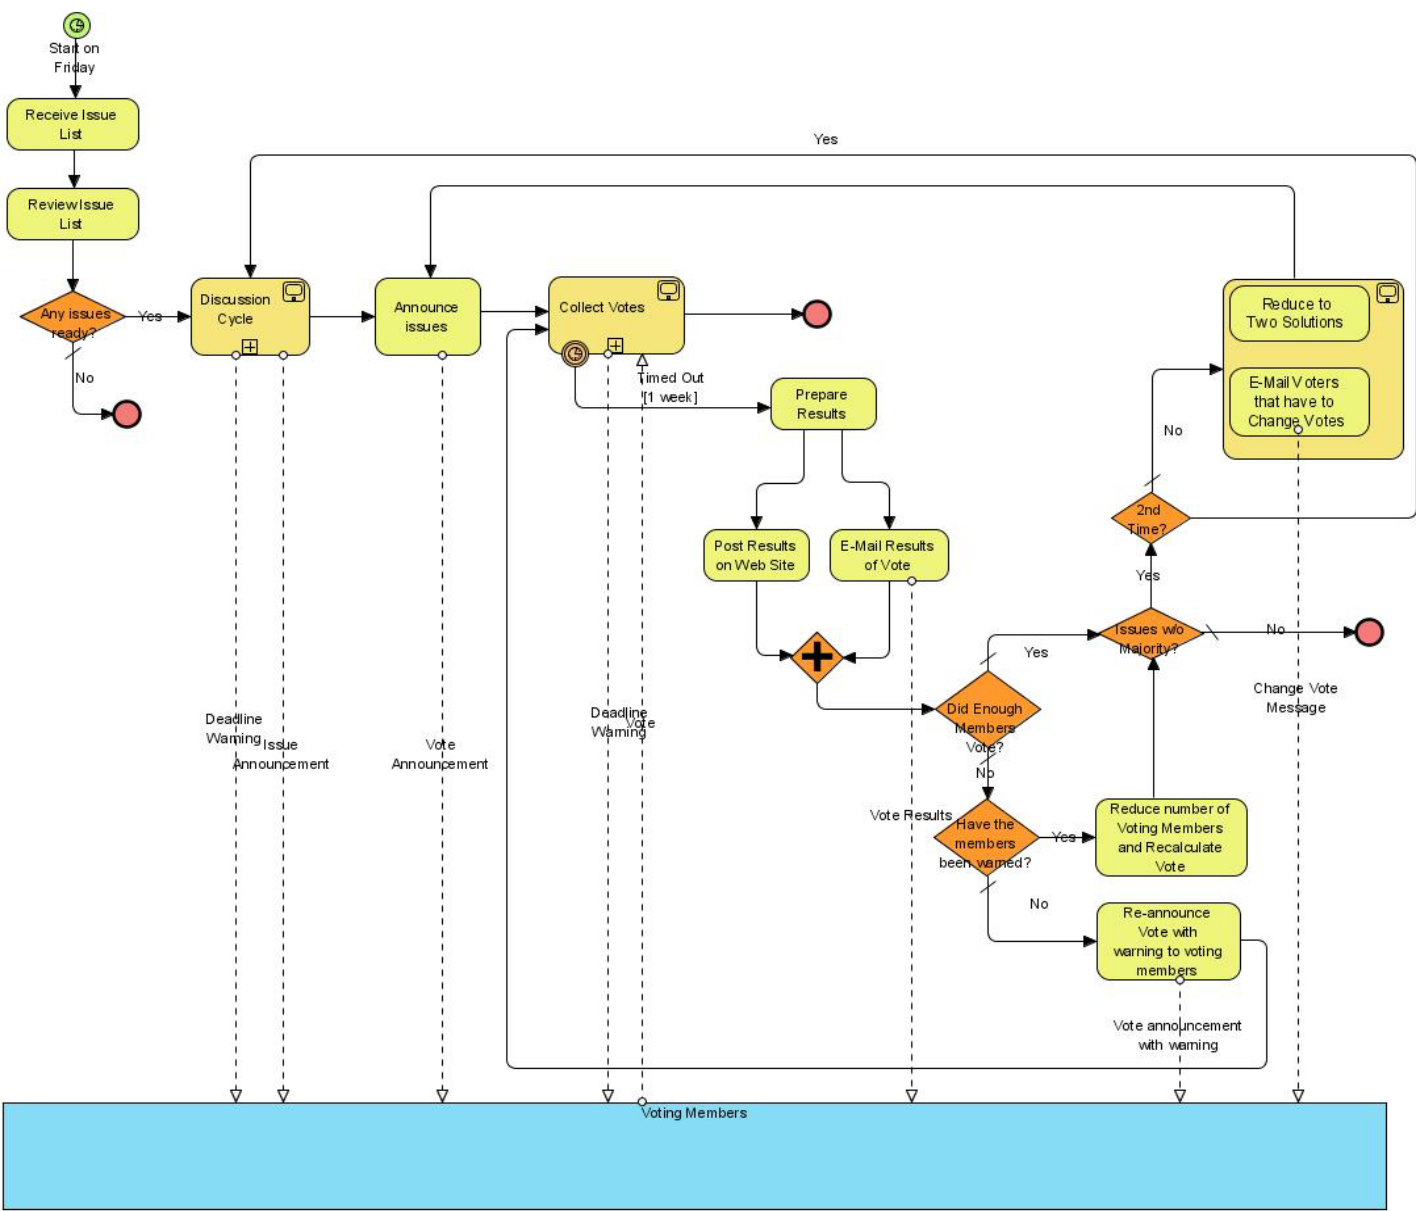 Start on
Friday
Receive Issue
List
Review Issue
List
Any issues
ready?
Yes
No
Yes
Discussion
Cycle
Announce
issues
Collect Votes
Timed Out
[1 week]
Prepare
Results
Post Results
on Web Site
E-Mail Results
of Vote
Reduce to
Two Solutions
E-Mail Voters
that have to
Change Votes
No
2nd
Time?
Yes
Issues w/o
Majority?
No
Yes
Did Enough
Members
Vote?
No
Have the
members
been warned?
Yes
Reduce number of
Voting Members
and Recalculate
Vote
No
Re-announce
Vote with
warning to voting
members
Deadline
Warning
Issue
Announcement
Vote
Announcement
Deadline
Warning
Vote
Vote Results
Change Vote
Message
Vote announcement
with warning
Voting Members